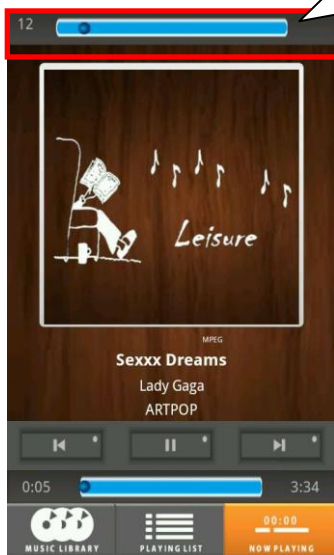 12
Leisure
MPEG
Sexxx Dreams
Lady Gaga
ARTPOP
0:05 3:34
00:00
MUSIC LIBRARY PLAYING LIST NOW PLAYING